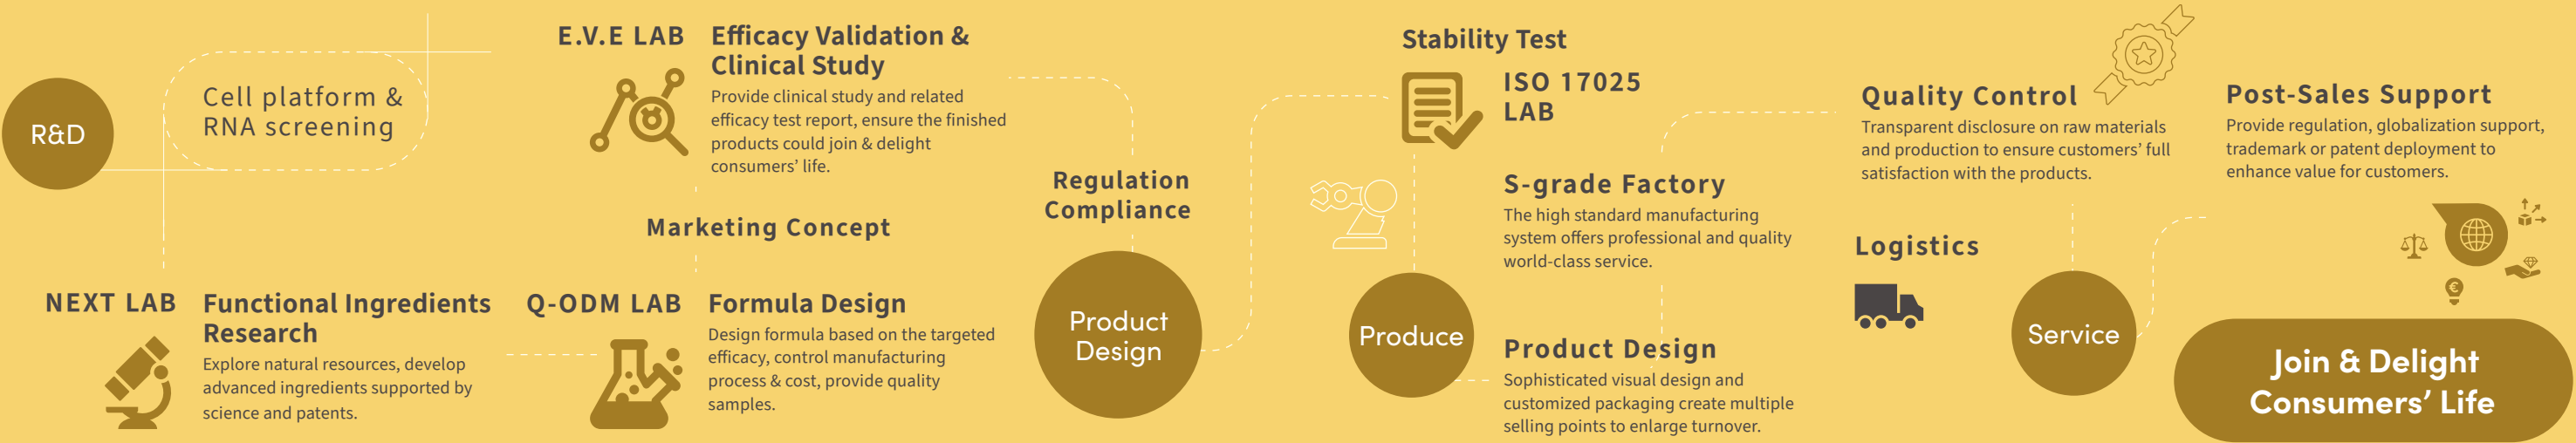 R&D
Cell platform &
RNA screening
NEXT LAB
Functional Ingredients
Research
Explore natural resources, develop
advanced ingredients supported by
science and patents.
E.V.E LAB
Efficacy Validation &
Clinical Study
Provide clinical study and related
efficacy test report, ensure the finished
products could join & delight
consumers’ life.
Marketing Concept
Q-ODM LAB
Formula Design
Design formula based on the targeted
efficacy, control manufacturing
process & cost, provide quality
samples.
Regulation
Compliance
Product
Design
Stability Test
ISO 17025
LAB
Produce
S-grade Factory
The high standard manufacturing
system offers professional and quality
world-class service.
Product Design
Sophisticated visual design and
customized packaging create multiple
selling points to enlarge turnover.
Quality Control
Transparent disclosure on raw materials
and production to ensure customers’ full
satisfaction with the products.
Logistics
Service
Post-Sales Support
Provide regulation, globalization support,
trademark or patent deployment to
enhance value for customers.
€
Join & Delight
Consumers’ Life